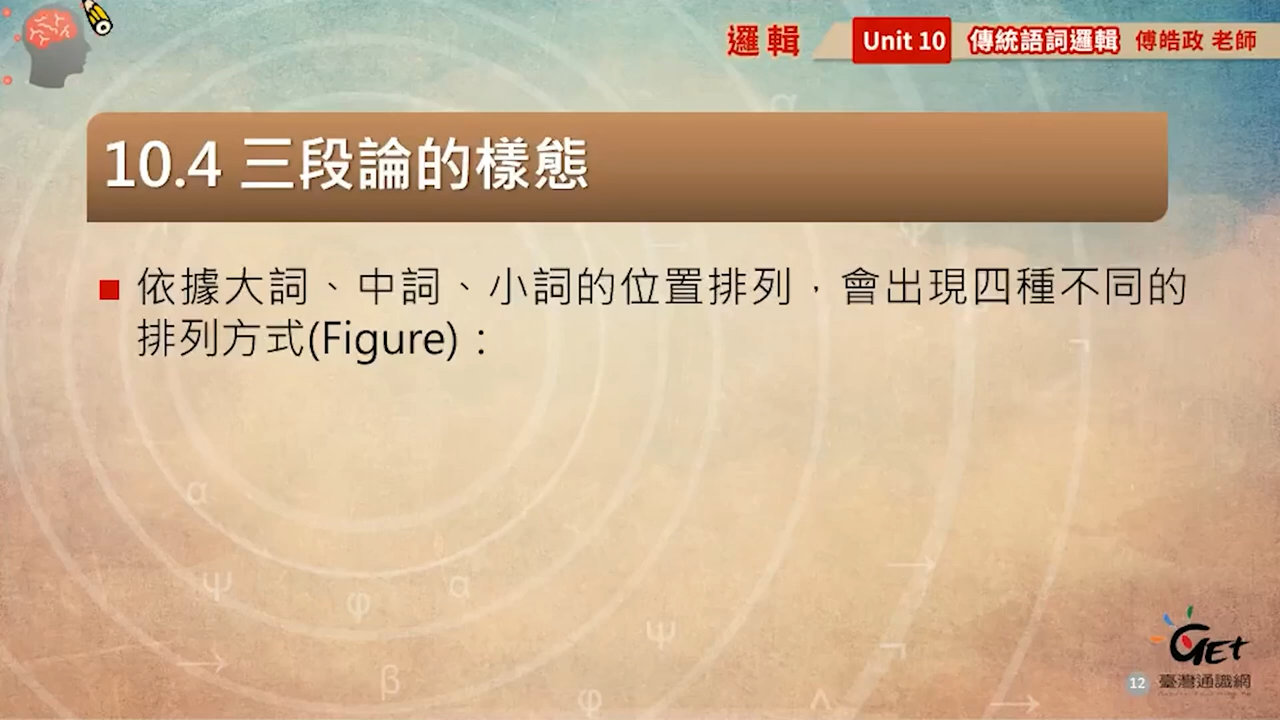 邏輯 Unit 10 傳統語詞邏輯 傅皓政 老師
10.4 三段論的樣態
依據大詞、中詞、小詞的位置排列，會出現四種不同的
排列方式(Figure)：
α
¬
α
Ψ
φ
α
→
Ψ
¬
→
β
φ
^
→
GEt
12 臺灣通識網